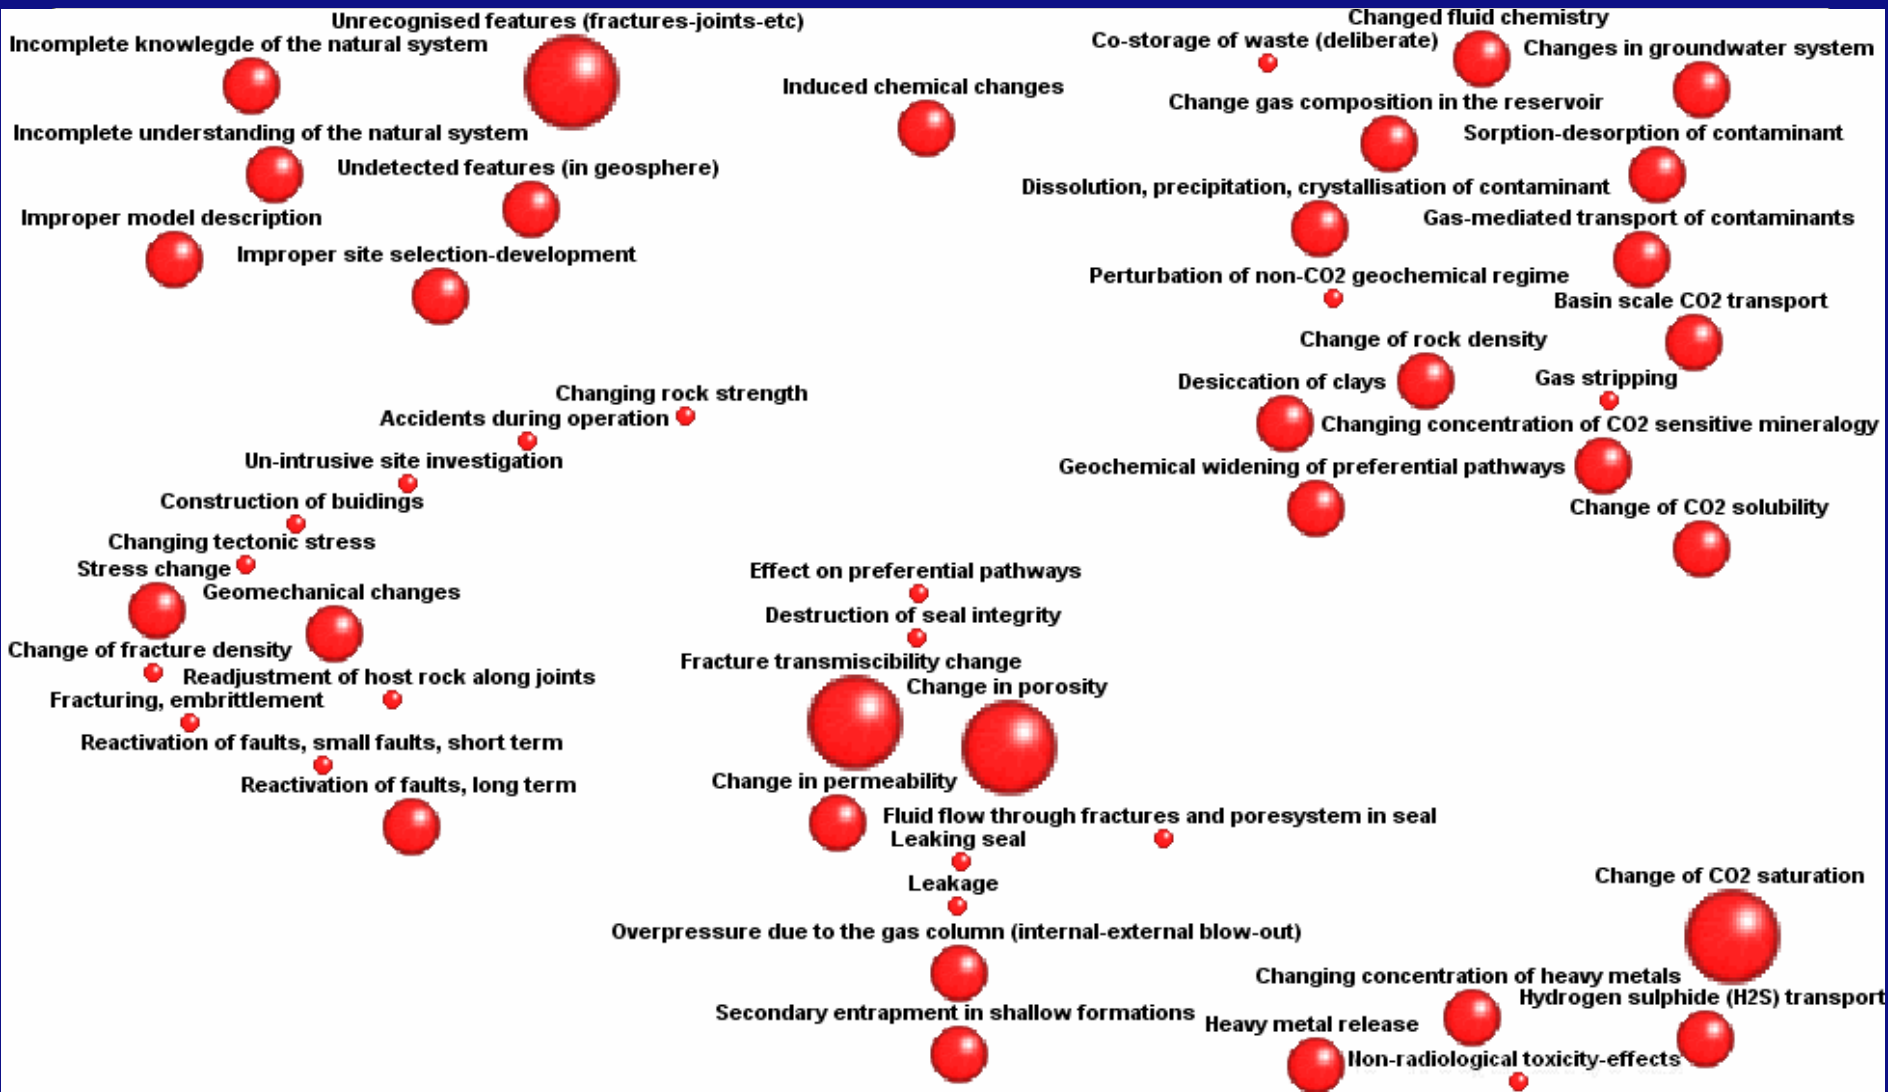 Unrecognised features (fractures-joints-etc)
Incomplete knowlegde of the natural system
Incomplete understanding of the natural system
Undetected features (in geosphere)
Improper model description
Improper site selection-development
Induced chemical changes
Changed fluid chemistry
Co-storage of waste (deliberate)
Changes in groundwater system
Change gas composition in the reservoir
Sorption-desorption of contaminant
Dissolution, precipitation, crystallisation of contaminant
Gas-mediated transport of contaminants
Perturbation of non-CO2 geochemical regime
Basin scale CO2 transport
Change of rock density
Gas stripping
Desiccation of clays
Changing concentration of CO2 sensitive mineralogy
Geochemical widening of preferential pathways
Change of CO2 solubility
Changing rock strength
Accidents during operation
Un-intrusive site investigation
Construction of buidings
Changing tectonic stress
Stress change
Geomechanical changes
Change of fracture density
Readjustment of host rock along joints
Fracturing, embrittlement
Reactivation of faults, small faults, short term
Reactivation of faults, long term
Effect on preferential pathways
Destruction of seal integrity
Fracture transmiscibility change
Change in porosity
Change in permeability
Fluid flow through fractures and poresystem in seal
Leaking seal
Leakage
Overpressure due to the gas column (internal-external blow-out)
Secondary entrapment in shallow formations
Change of CO2 saturation
Changing concentration of heavy metals
Hydrogen sulphide (H2S) transport
Heavy metal release
Non-radiological toxicity-effects